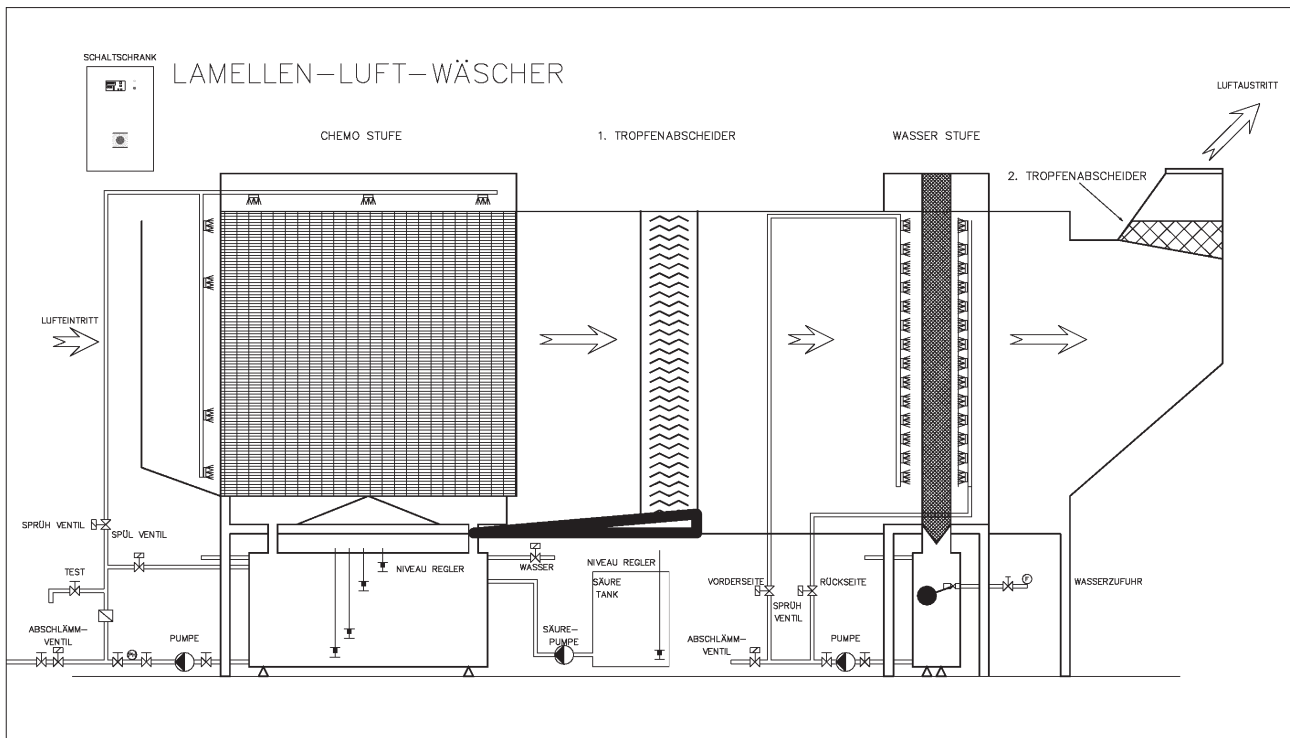 SCHALTSCHRANK
LAMELLEN-LUFT-WÄSCHER
LUFTAUSTRITT
CHEMO STUFE
1. TROPFENABSCHEIDER
WASSER STUFE
2. TROPFENABSCHEIDER
LUFTEINTRITT
SPRÜH VENTIL
SPÜL VENTIL
TEST
NIVEAU REGLER
WASSER
NIVEAU REGLER
SÄURE
TANK
VORDERSEITE
RÜCKSEITE
WASSERZUFUHR
SPRÜH
VENTIL
ABSCHLÄMM-
VENTIL
PUMPE
SÄURE-
PUMPE
ABSCHLÄMM-
VENTIL
PUMPE
F